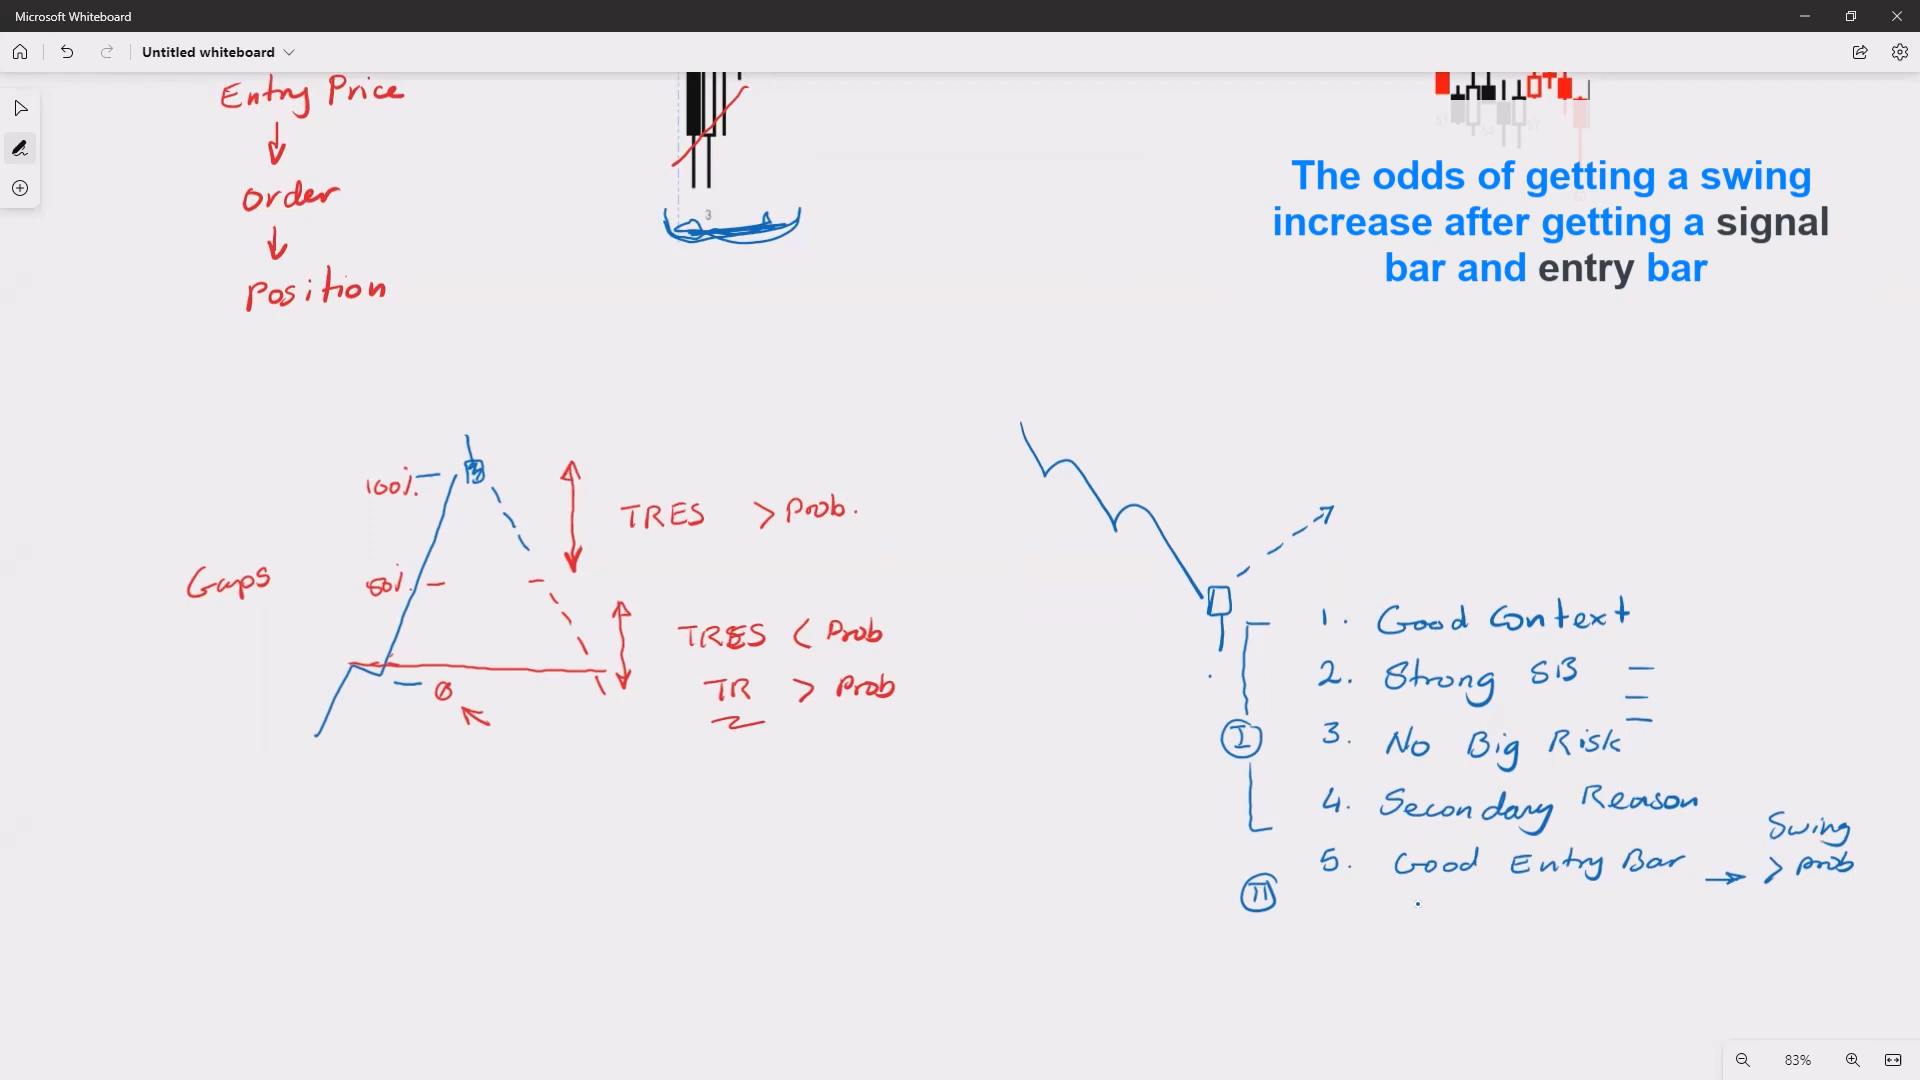 Microsoft Whiteboard
Untitled whiteboard
Entry Price
Order
Position
3
The odds of getting a swing
increase after getting a signal
bar and entry bar
100%
TRES > Prob.
Gaps
50%
TRES < Prob
TR > Prob
0
1. Good Context
2. Strong SB
I
3. No Big Risk
4. Secondary Reason
5. Good Entry Bar → Swing
> prob
II
83%